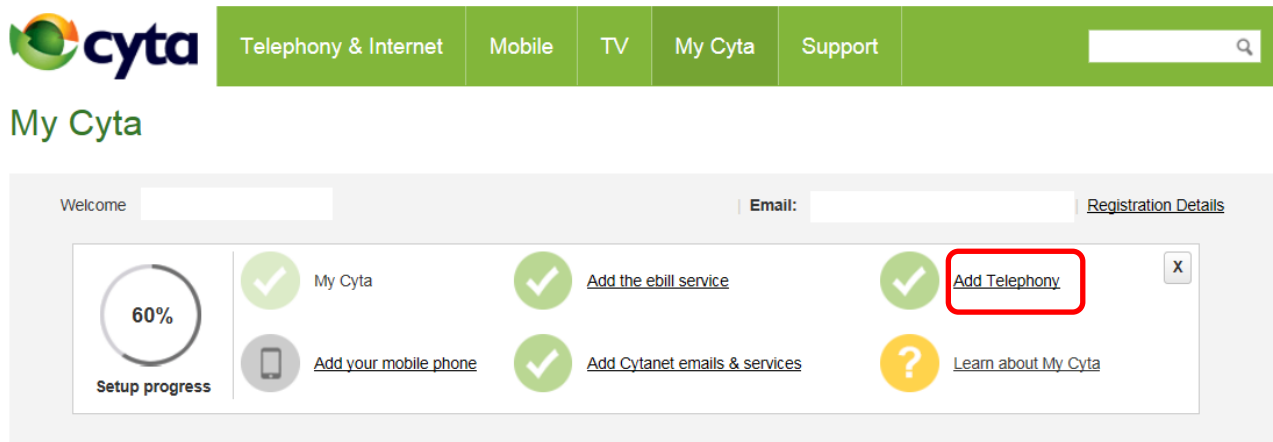 cyta
Telephony & Internet Mobile TV My Cyta Support
My Cyta
Welcome | Email: | Registration Details
60%
Setup progress
My Cyta Add the ebill service Add Telephony X
Add your mobile phone Add Cytanet emails & services ? Learn about My Cyta